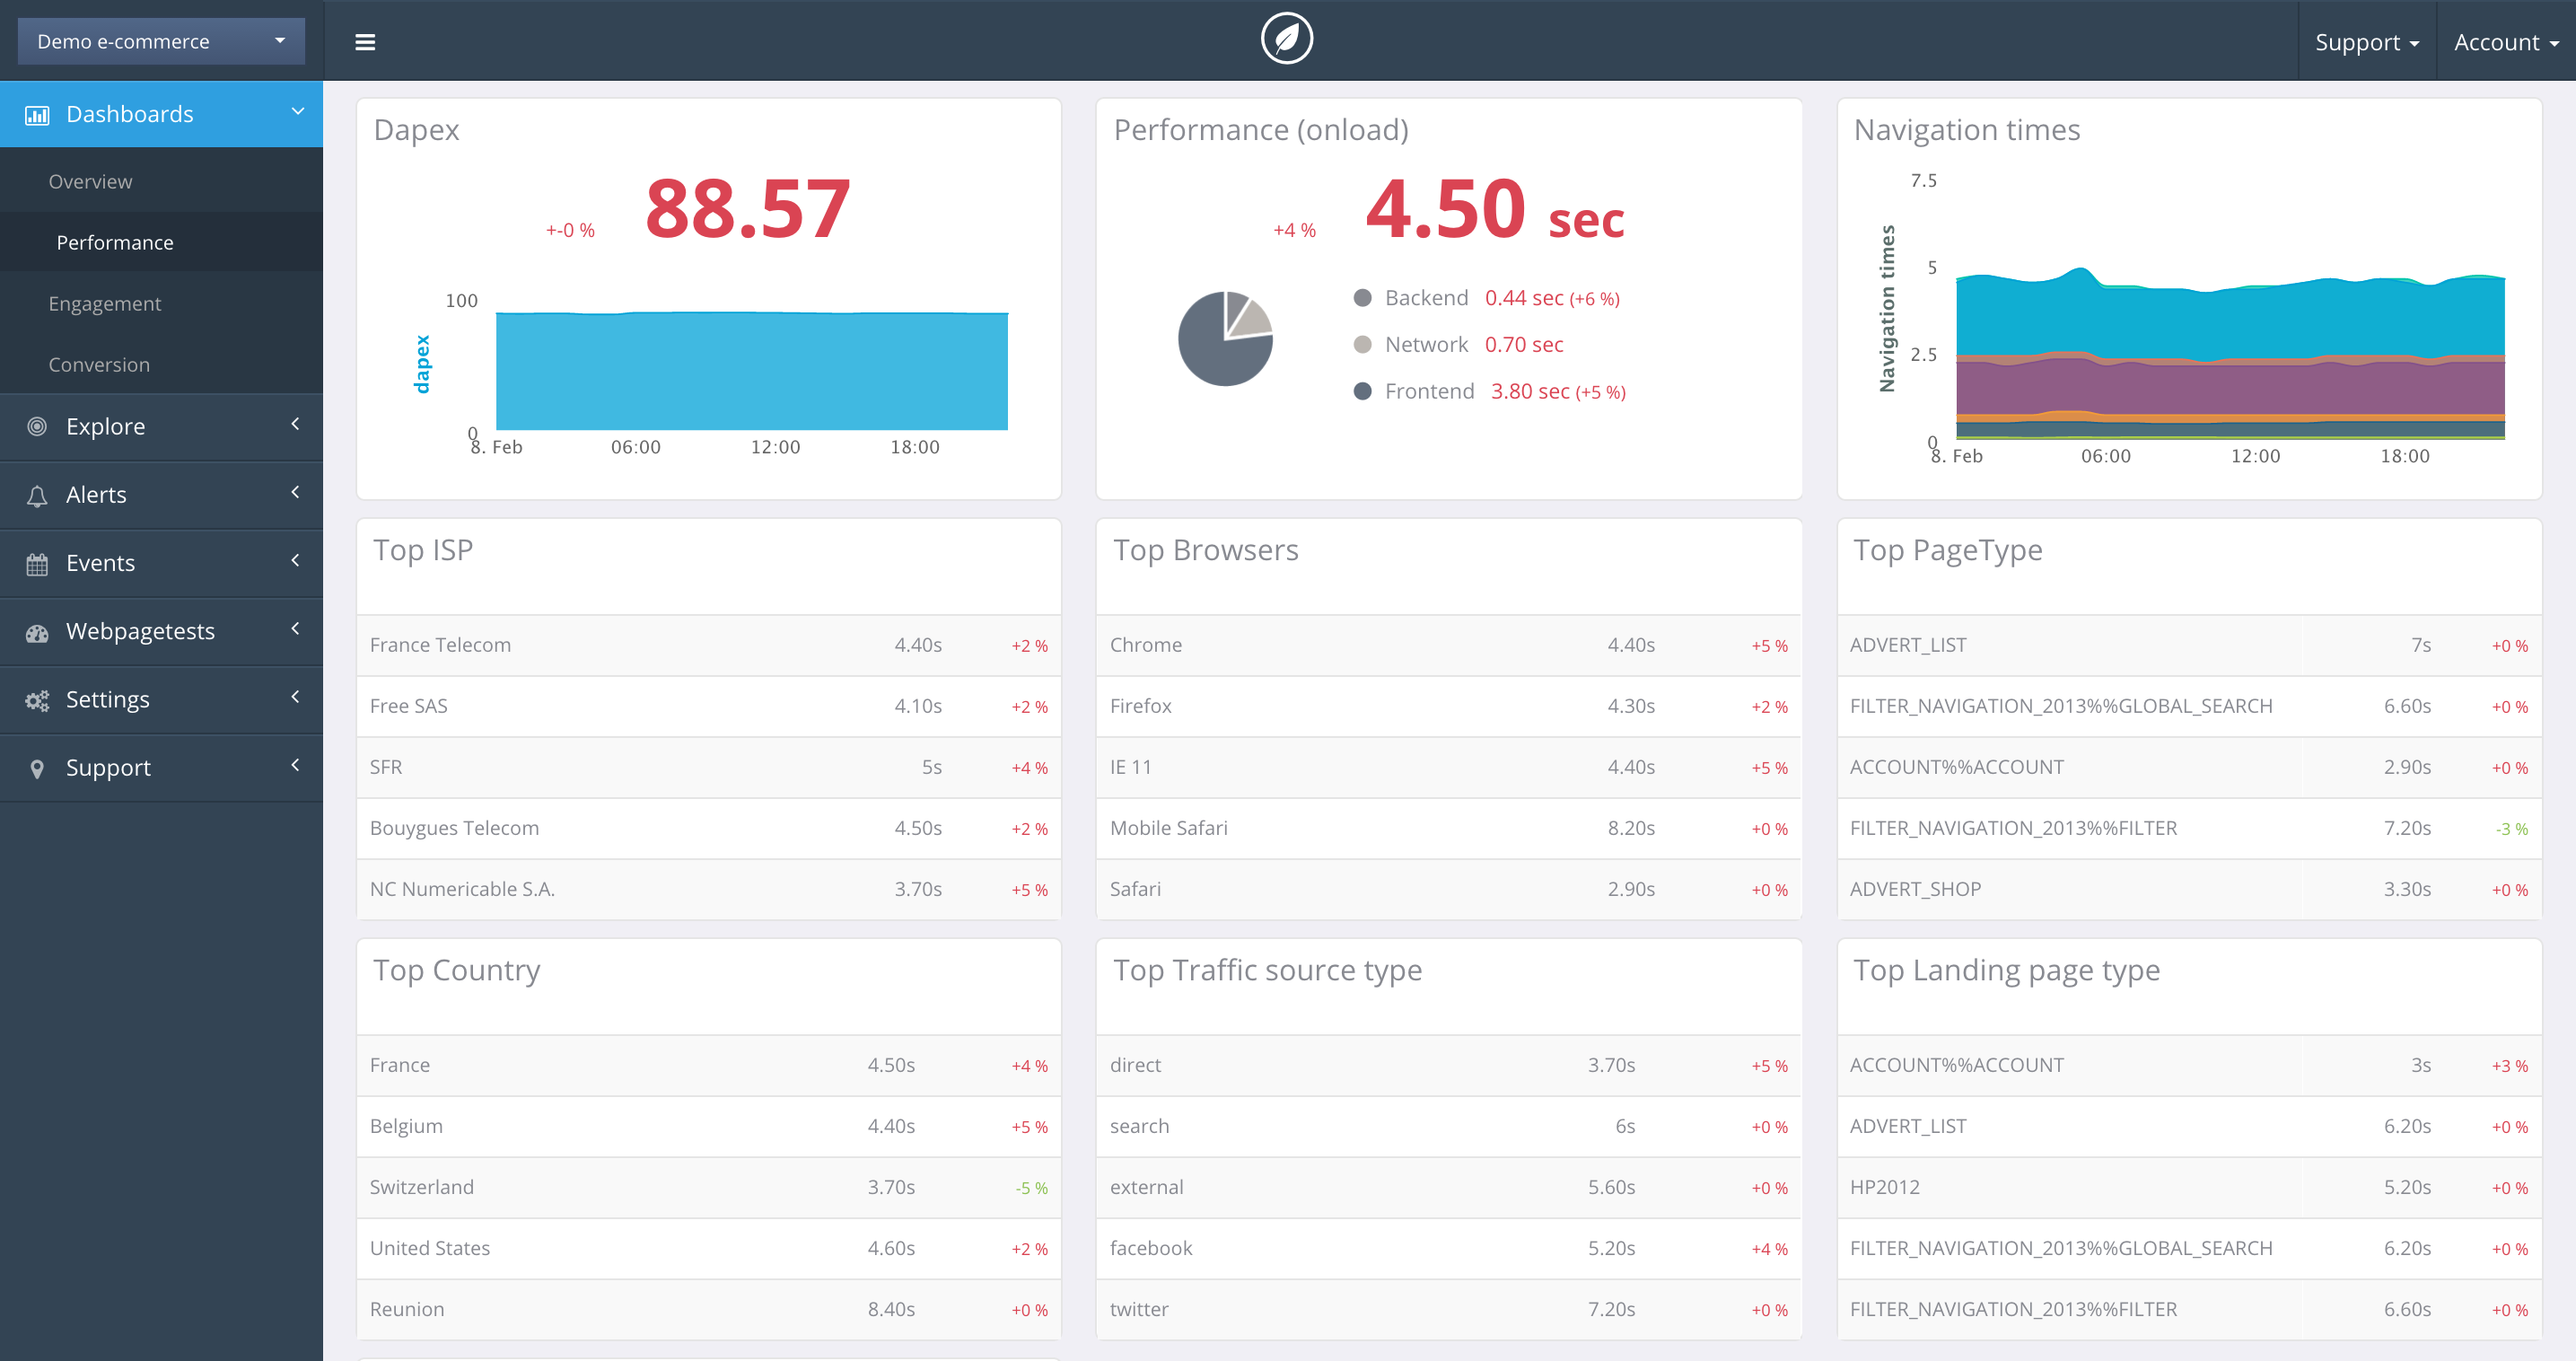 Demo e-commerce
Support
Account
Dashboards
Overview
Performance
Engagement
Conversion
Explore
Alerts
Events
Webpagetests
Settings
Support
Dapex
+-0 % 88.57
100
0
dapex
8. Feb 06:00 12:00 18:00
Performance (onload)
+4 % 4.50 sec
Backend 0.44 sec (+6 %)
Network 0.70 sec
Frontend 3.80 sec (+5 %)
Navigation times
7.5
5
2.5
0
Navigation times
8. Feb 06:00 12:00 18:00
Top ISP
France Telecom 4.40s +2 %
Free SAS 4.10s +2 %
SFR 5s +4 %
Bouygues Telecom 4.50s +2 %
NC Numericable S.A. 3.70s +5 %
Top Browsers
Chrome 4.40s +5 %
Firefox 4.30s +2 %
IE 11 4.40s +5 %
Mobile Safari 8.20s +0 %
Safari 2.90s +0 %
Top PageType
ADVERT_LIST 7s +0 %
FILTER_NAVIGATION_2013%%GLOBAL_SEARCH 6.60s +0 %
ACCOUNT%%ACCOUNT 2.90s +0 %
FILTER_NAVIGATION_2013%%FILTER 7.20s -3 %
ADVERT_SHOP 3.30s +0 %
Top Country
France 4.50s +4 %
Belgium 4.40s +5 %
Switzerland 3.70s -5 %
United States 4.60s +2 %
Reunion 8.40s +0 %
Top Traffic source type
direct 3.70s +5 %
search 6s +0 %
external 5.60s +0 %
facebook 5.20s +4 %
twitter 7.20s +0 %
Top Landing page type
ACCOUNT%%ACCOUNT 3s +3 %
ADVERT_LIST 6.20s +0 %
HP2012 5.20s +0 %
FILTER_NAVIGATION_2013%%GLOBAL_SEARCH 6.20s +0 %
FILTER_NAVIGATION_2013%%FILTER 6.60s +0 %